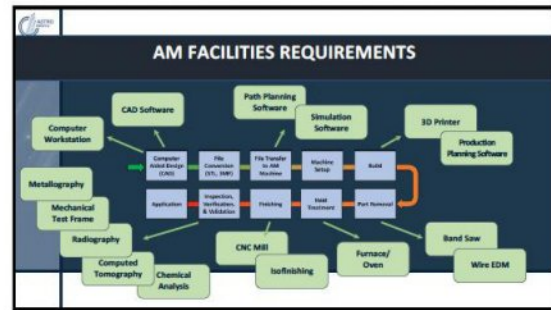 AM FACILITIES REQUIREMENTS
Path Planning
Software
CAD Software
Simulation
Software
3D Printer
Computer
Workstation
Production
Planning Software
Computer
Aided Design
(CAD)
File
Conversion
(STL, AMF)
File Transfer
to AM
Machine
Machine
Setup
Build
Metallography
Mechanical
Test Frame
Application
Inspection,
Verification,
& Validation
Finishing
Treatment
Part Removal
Radiography
Computed
Tomography
Chemical
Analysis
CNC Mill
Isofinishing
Furnace/
Oven
Band Saw
Wire EDM